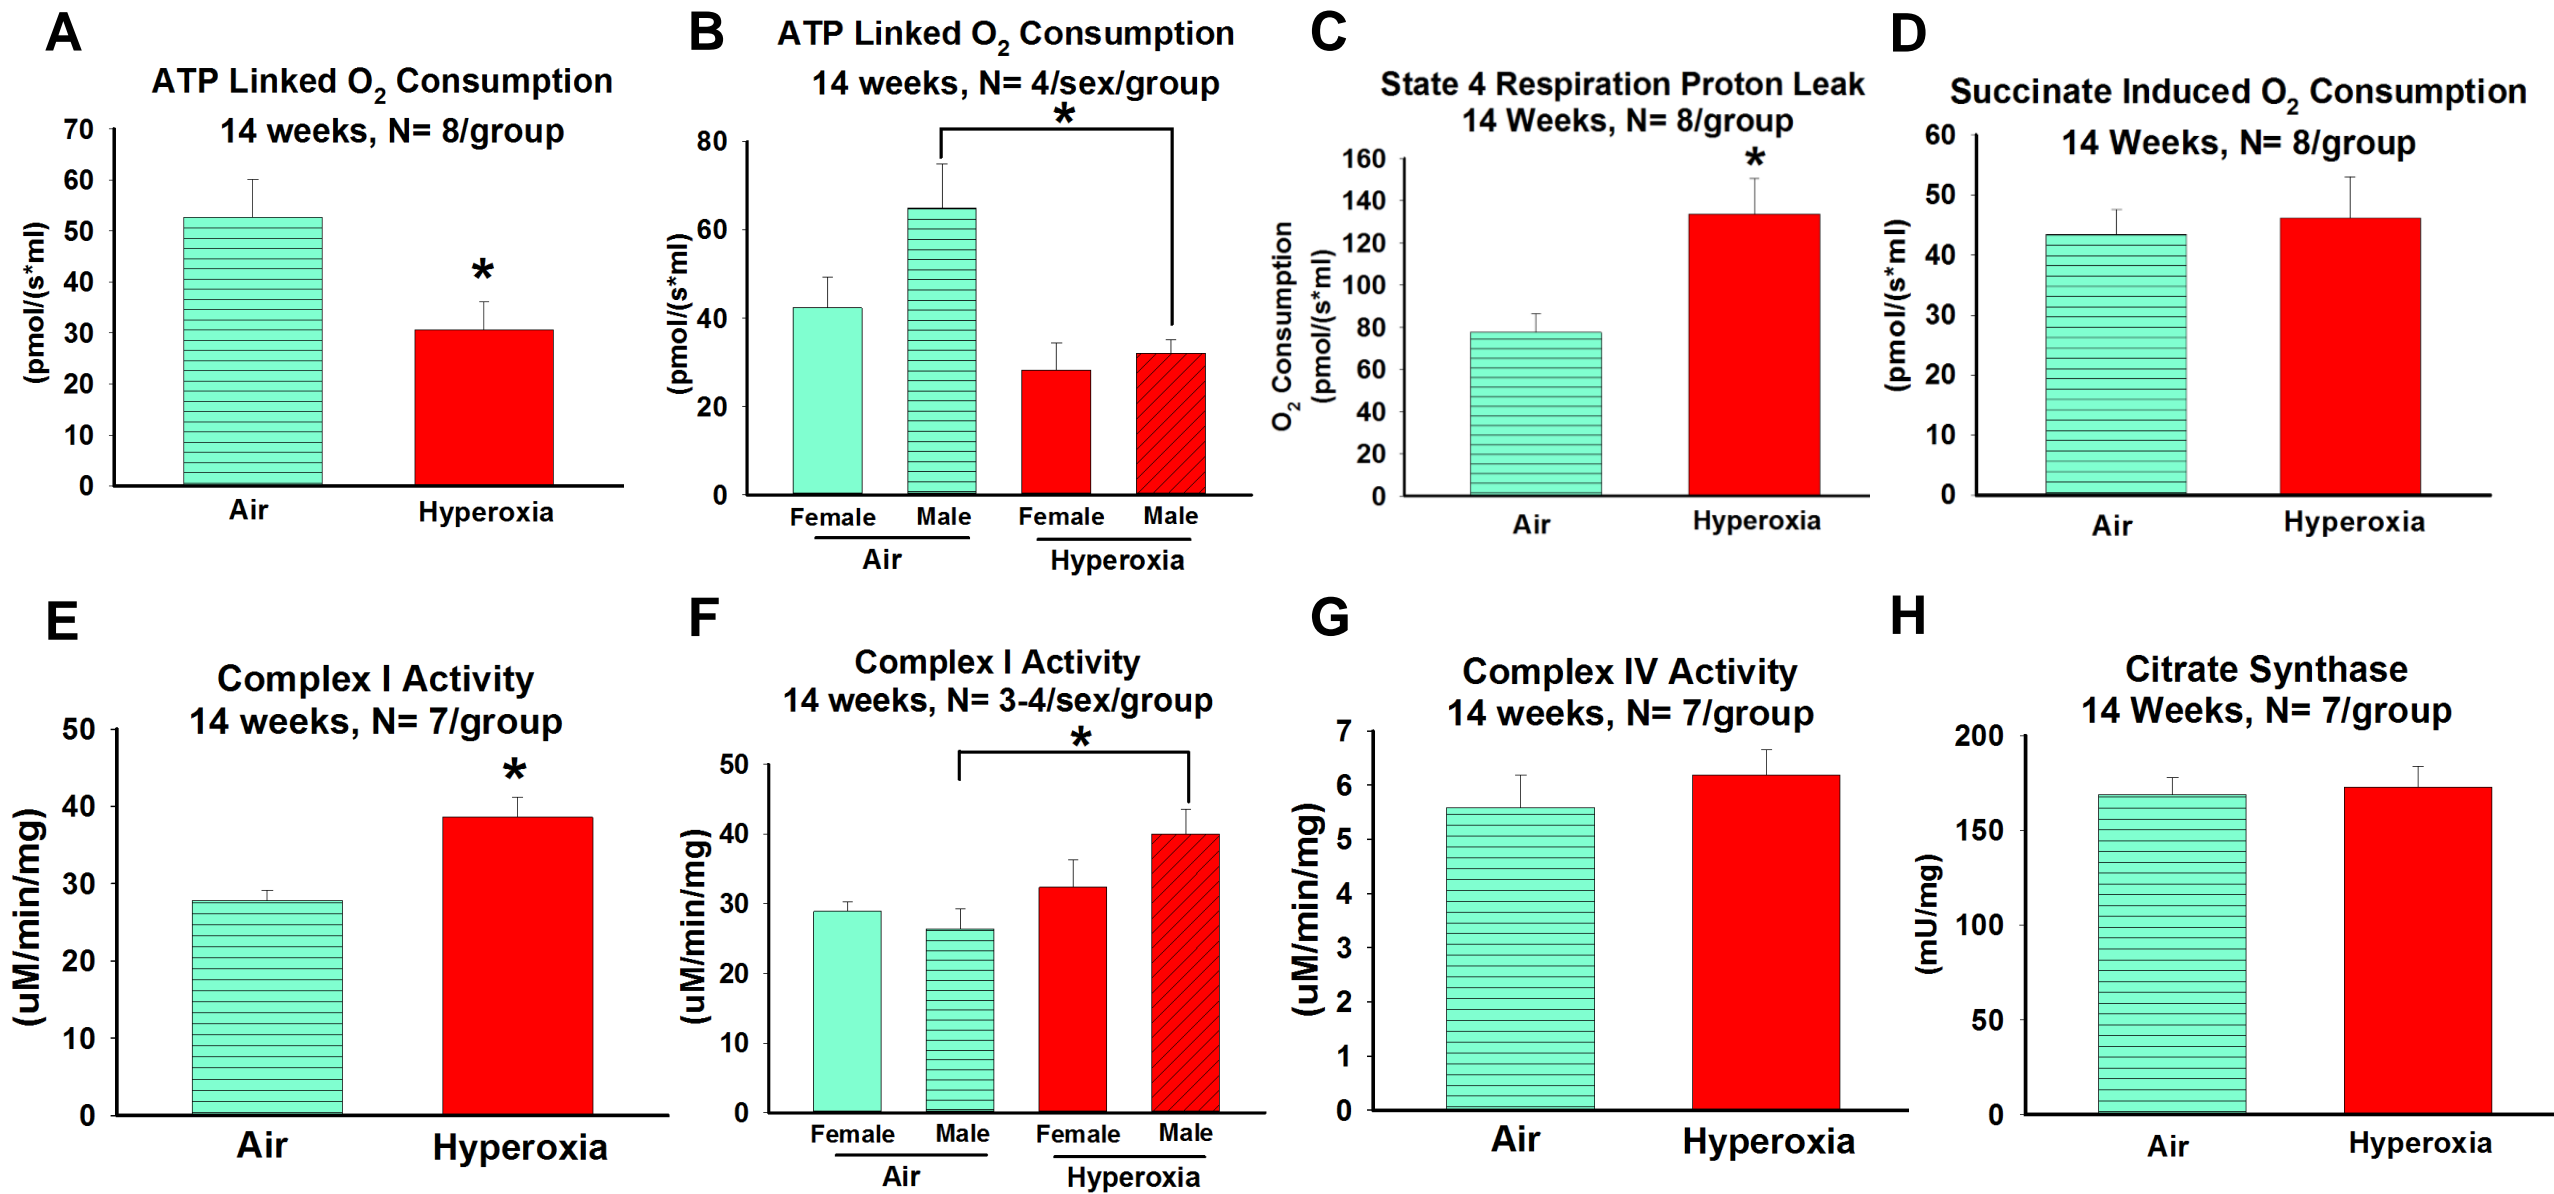 A
ATP Linked O2 Consumption
14 weeks, N= 8/group
(pmol/(s*ml)
70
60
50
40
30
20
10
0
*
Air
Hyperoxia
B
ATP Linked O2 Consumption
14 weeks, N= 4/sex/group
(pmol/(s*ml)
80
60
40
20
0
*
Female
Male
Female
Male
Air
Hyperoxia
C
State 4 Respiration Proton Leak
14 Weeks, N= 8/group
O2 Consumption
(pmol/(s*ml)
160
140
120
100
80
60
40
20
0
*
Air
Hyperoxia
D
Succinate Induced O2 Consumption
14 Weeks, N= 8/group
(pmol/(s*ml)
60
50
40
30
20
10
0
Air
Hyperoxia
E
Complex I Activity
14 weeks, N= 7/group
(uM/min/mg)
50
40
30
20
10
0
*
Air
Hyperoxia
F
Complex I Activity
14 weeks, N= 3-4/sex/group
(uM/min/mg)
50
40
30
20
10
0
*
Female
Male
Female
Male
Air
Hyperoxia
G
Complex IV Activity
14 weeks, N= 7/group
(uM/min/mg)
7
6
5
4
3
2
1
0
Air
Hyperoxia
H
Citrate Synthase
14 Weeks, N= 7/group
(mU/mg)
200
150
100
50
0
Air
Hyperoxia